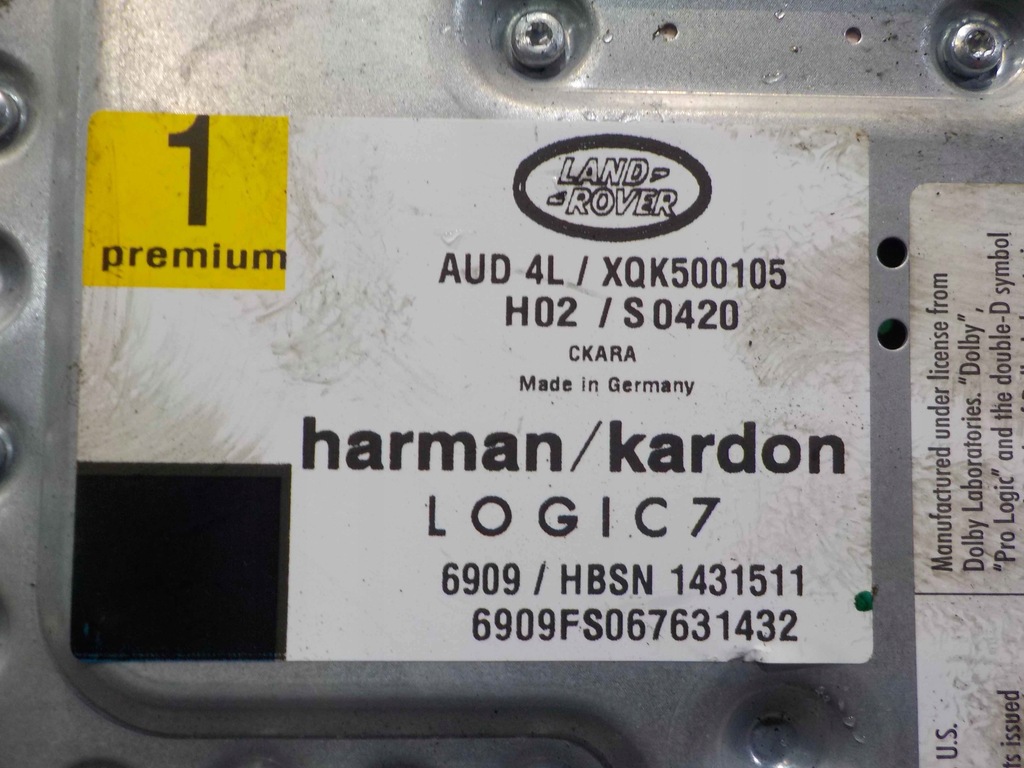 1
premium
LAND-
-ROVER
AUD 4L / XQK500105
H02 / S0420
CKARA
Made in Germany
harman/kardon
LOGIC7
6909 / HBSN 1431511
6909FS067631432
Manufactured under license from
Dolby Laboratories. “Dolby”,
“Pro Logic” and the double-D symbol
U.S.
issued